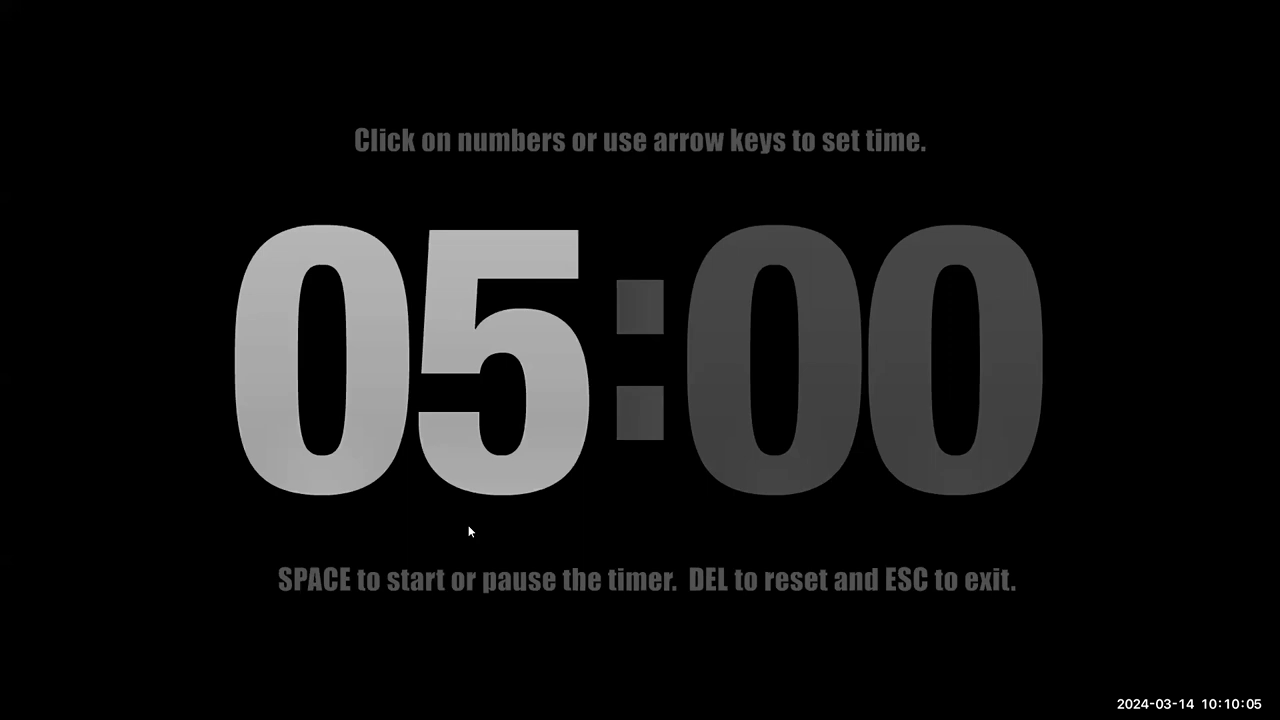 Click on numbers or use arrow keys to set time.
05:00
SPACE to start or pause the timer.  DEL to reset and ESC to exit.
2024-03-14 10:10:05